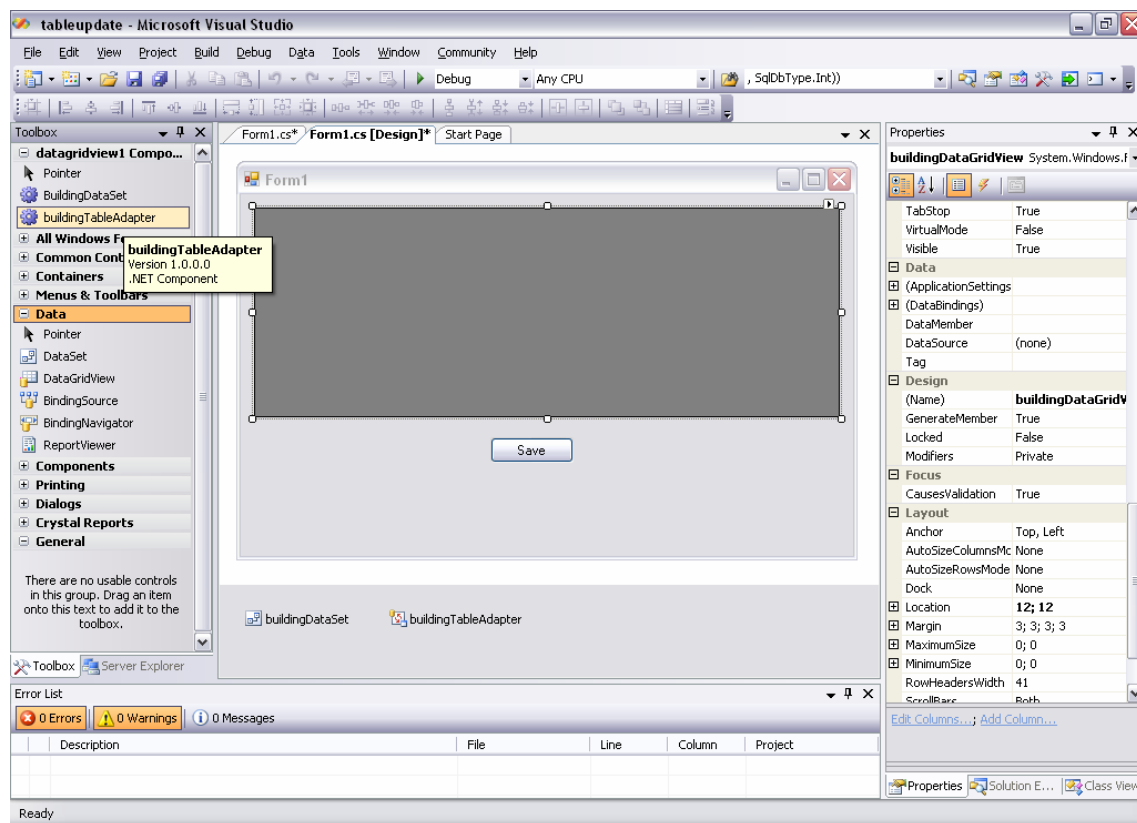 tableupdate - Microsoft Visual Studio
File Edit View Project Build Debug Data Tools Window Community Help
Debug Any CPU , SqlDbType.Int))
Toolbox
datagridview1 Compo...
Pointer
BuildingDataSet
buildingTableAdapter
All Windows Fo
Common Cont
Containers
Menus & Toolbars
Data
Pointer
DataSet
DataGridView
BindingSource
BindingNavigator
ReportViewer
Components
Printing
Dialogs
Crystal Reports
General
There are no usable controls
in this group. Drag an item
onto this text to add it to the
toolbox.
Toolbox Server Explorer
buildingTableAdapter
Version 1.0.0.0
.NET Component
Form1.cs* Form1.cs [Design]* Start Page
Form1
Save
buildingDataSet buildingTableAdapter
Properties
buildingDataGridView System.Windows.F
TabStop True
VirtualMode False
Visible True
Data
(ApplicationSettings
(DataBindings)
DataMember
DataSource (none)
Tag
Design
(Name) buildingDataGridV
GenerateMember True
Locked False
Modifiers Private
Focus
CausesValidation True
Layout
Anchor Top, Left
AutoSizeColumnsMc None
AutoSizeRowsMode None
Dock None
Location 12; 12
Margin 3; 3; 3; 3
MaximumSize 0; 0
MinimumSize 0; 0
RowHeadersWidth 41
ScrollBars Both
Edit Columns...; Add Column...
Properties Solution E... Class View
Error List
0 Errors 0 Warnings 0 Messages
Description File Line Column Project
Ready